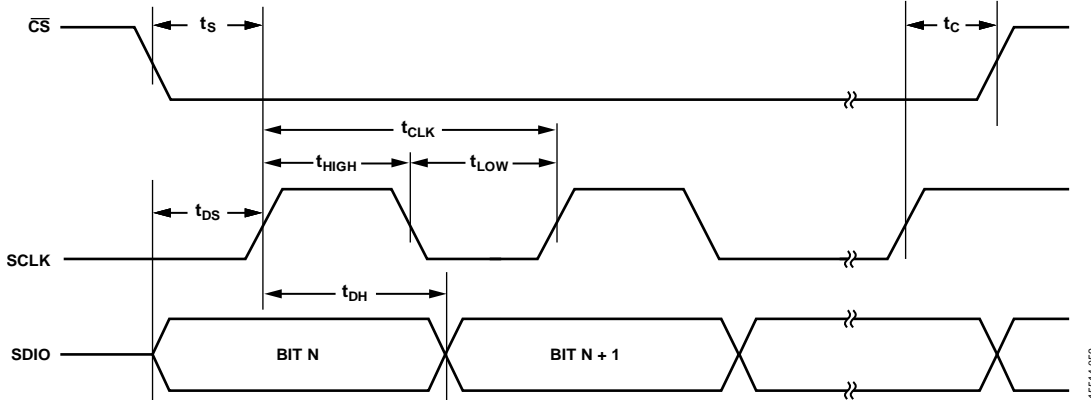 CS
tS
tC
tCLK
tHIGH
tLOW
tDS
SCLK
tDH
SDIO
BIT N
BIT N + 1